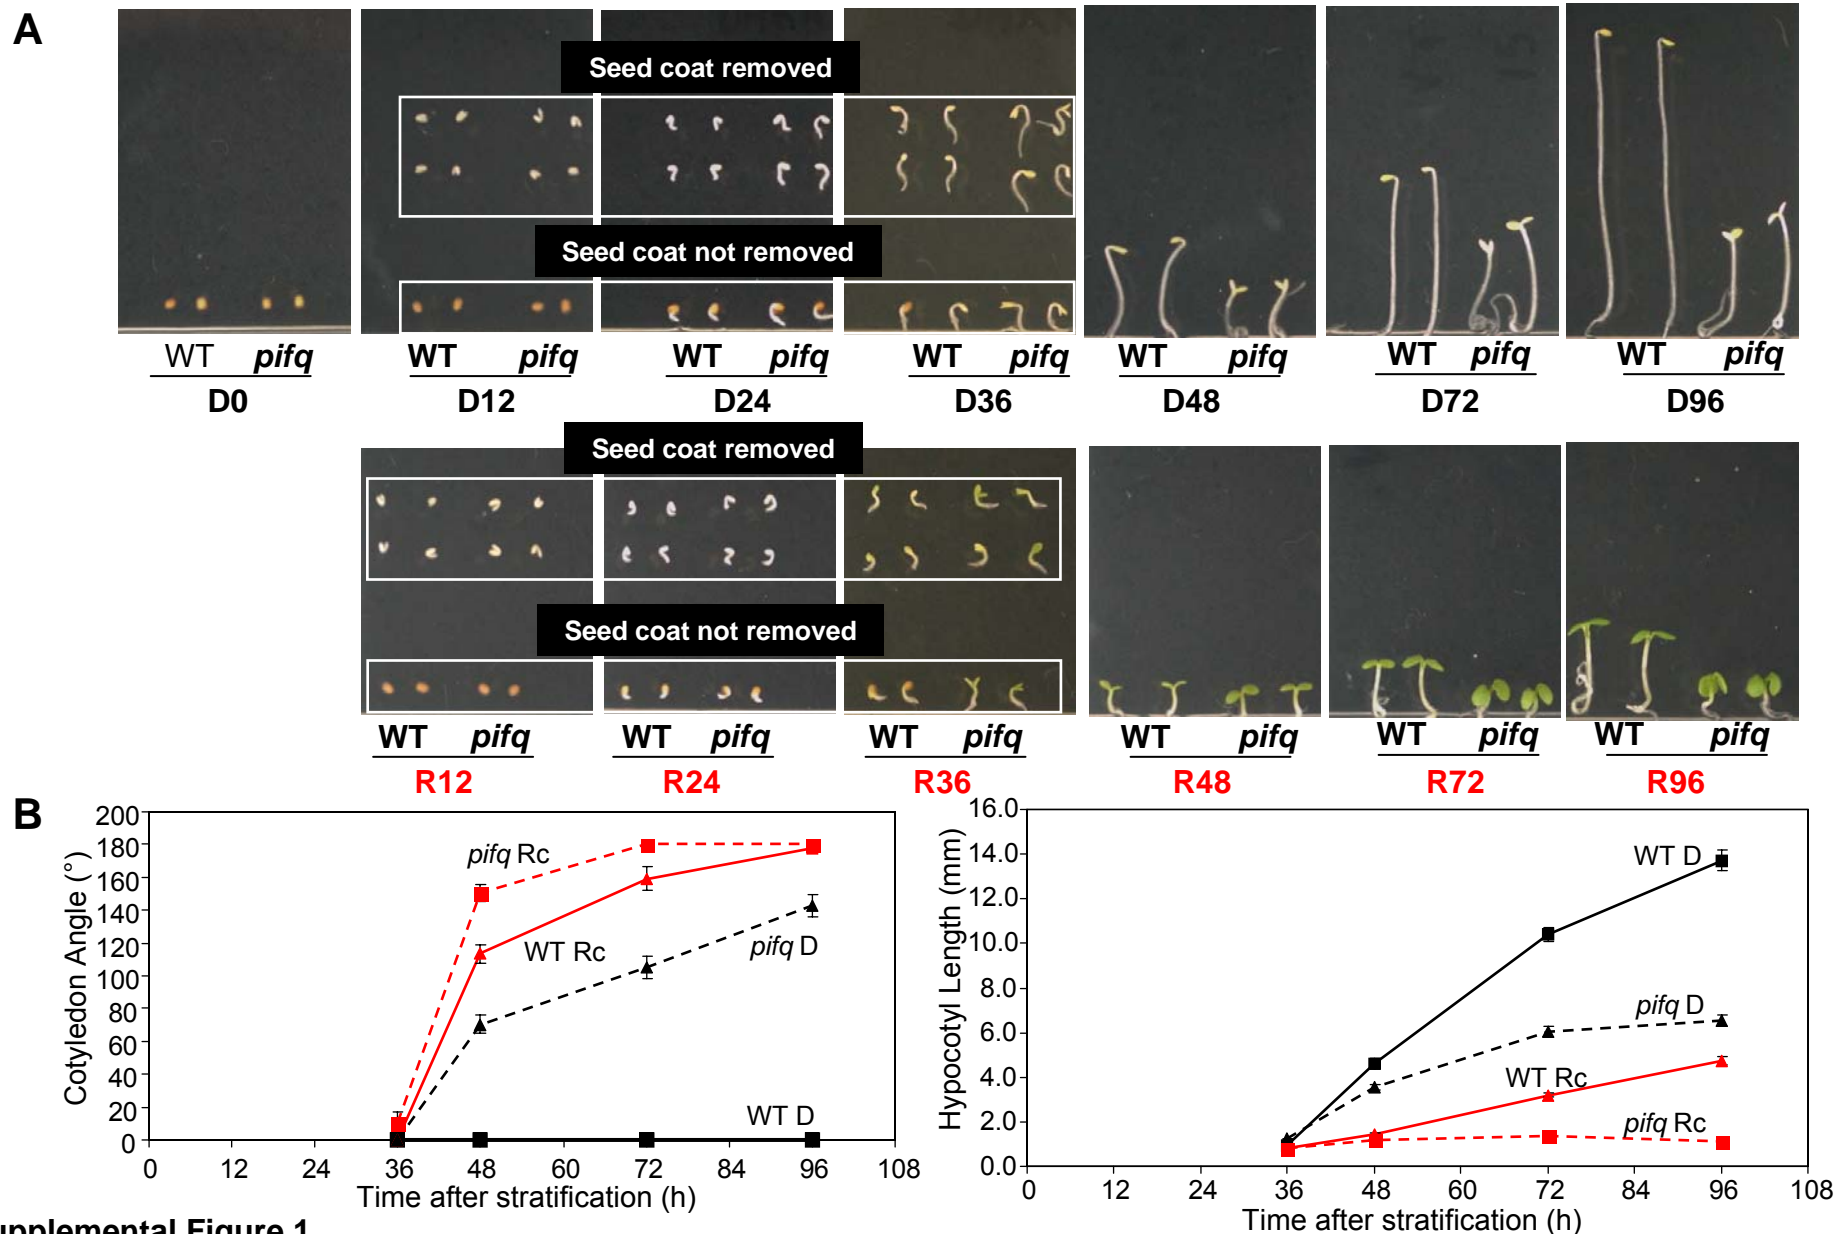 A
Seed coat removed
Seed coat not removed
WT pifq WT pifq WT pifq WT pifq WT pifq WT pifq WT pifq
D0 D12 D24 D36 D48 D72 D96
Seed coat removed
Seed coat not removed
WT pifq WT pifq WT pifq WT pifq WT pifq WT pifq
R12 R24 R36 R48 R72 R96
B
Cotyledon Angle (°)
200
180
160
140
120
100
80
60
40
20
0
pifq Rc
WT Rc
pifq D
WT D
0 12 24 36 48 60 72 84 96 108
Time after stratification (h)
Hypocotyl Length (mm)
16.0
14.0
12.0
10.0
8.0
6.0
4.0
2.0
0.0
WT D
pifq D
WT Rc
pifq Rc
0 12 24 36 48 60 72 84 96 108
Time after stratification (h)
upplemental Figure 1